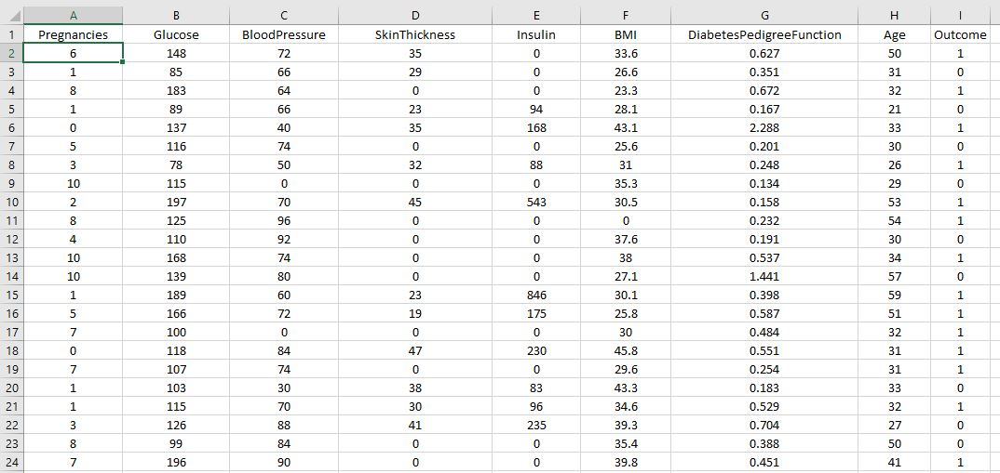 A B C D E F G H I
1 Pregnancies Glucose BloodPressure SkinThickness Insulin BMI DiabetesPedigreeFunction Age Outcome
2 6 148 72 35 0 33.6 0.627 50 1
3 1 85 66 29 0 26.6 0.351 31 0
4 8 183 64 0 0 23.3 0.672 32 1
5 1 89 66 23 94 28.1 0.167 21 0
6 0 137 40 35 168 43.1 2.288 33 1
7 5 116 74 0 0 25.6 0.201 30 0
8 3 78 50 32 88 31 0.248 26 1
9 10 115 0 0 0 35.3 0.134 29 0
10 2 197 70 45 543 30.5 0.158 53 1
11 8 125 96 0 0 0 0.232 54 1
12 4 110 92 0 0 37.6 0.191 30 0
13 10 168 74 0 0 38 0.537 34 1
14 10 139 80 0 0 27.1 1.441 57 0
15 1 189 60 23 846 30.1 0.398 59 1
16 5 166 72 19 175 25.8 0.587 51 1
17 7 100 0 0 0 30 0.484 32 1
18 0 118 84 47 230 45.8 0.551 31 1
19 7 107 74 0 0 29.6 0.254 31 1
20 1 103 30 38 83 43.3 0.183 33 0
21 1 115 70 30 96 34.6 0.529 32 1
22 3 126 88 41 235 39.3 0.704 27 0
23 8 99 84 0 0 35.4 0.388 50 0
24 7 196 90 0 0 39.8 0.451 41 1